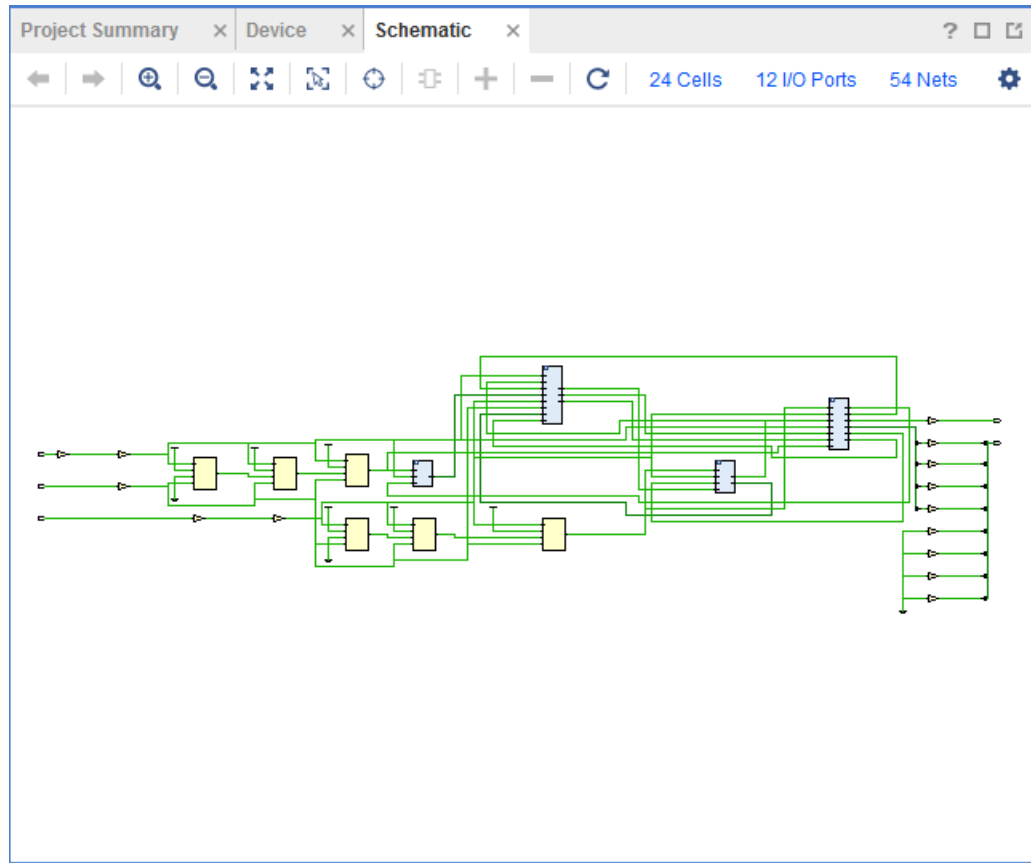 Project Summary × Device × Schematic ×
24 Cells 12 I/O Ports 54 Nets